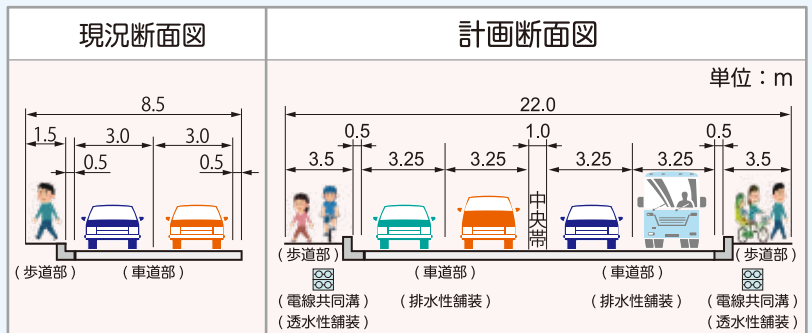 現況断面図
8.5
1.5
3.0
3.0
0.5
0.5
(歩道部)
(車道部)
計画断面図
単位：m
22.0
0.5
1.0
0.5
3.5
3.25
3.25
3.25
3.25
3.5
中央帯
(歩道部)
(車道部)
(車道部)
(歩道部)
(電線共同溝)
(排水性舗装)
(排水性舗装)
(電線共同溝)
(透水性舗装)
(透水性舗装)